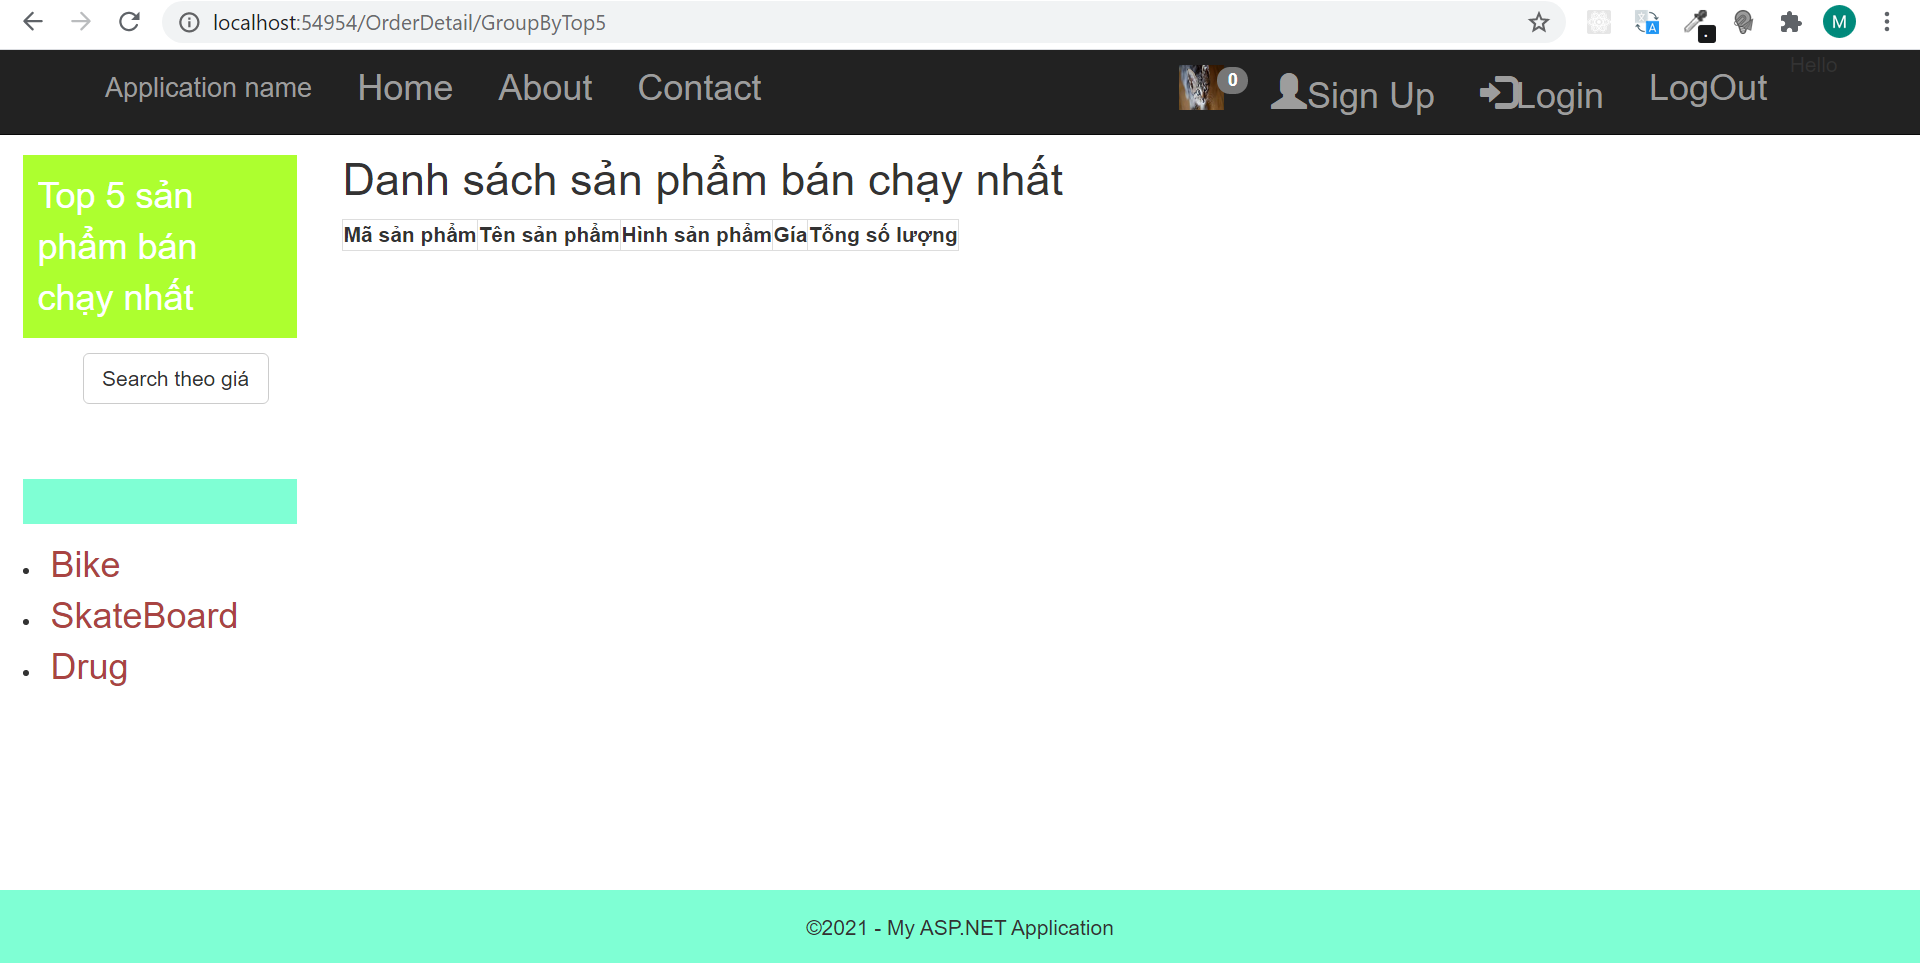 localhost:54954/OrderDetail/GroupByTop5
M
Application name Home About Contact 0 Sign Up Login LogOut Hello
Top 5 sản
phẩm bán
chạy nhất
Search theo giá
Bike
SkateBoard
Drug
Danh sách sản phẩm bán chạy nhất
Mã sản phẩm Tên sản phẩm Hình sản phẩm Gía Tỗng số lượng
©2021 - My ASP.NET Application